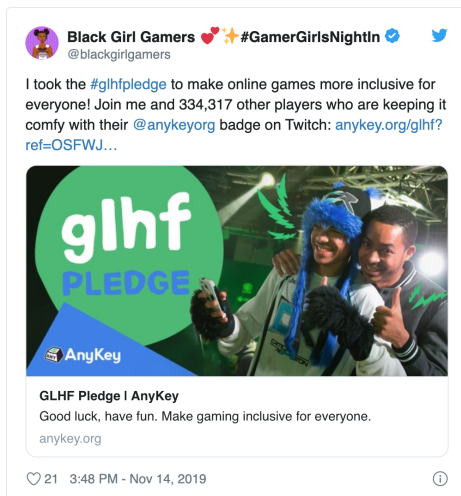 Black Girl Gamers 💕✨#GamerGirlsNightIn
@blackgirlgamers
I took the #glhfpledge to make online games more inclusive for
everyone! Join me and 334,317 other players who are keeping it
comfy with their @anykeyorg badge on Twitch: anykey.org/glhf?
ref=OSFWJ…
glhf
PLEDGE
AnyKey
GLHF Pledge | AnyKey
Good luck, have fun. Make gaming inclusive for everyone.
anykey.org
21 3:48 PM - Nov 14, 2019